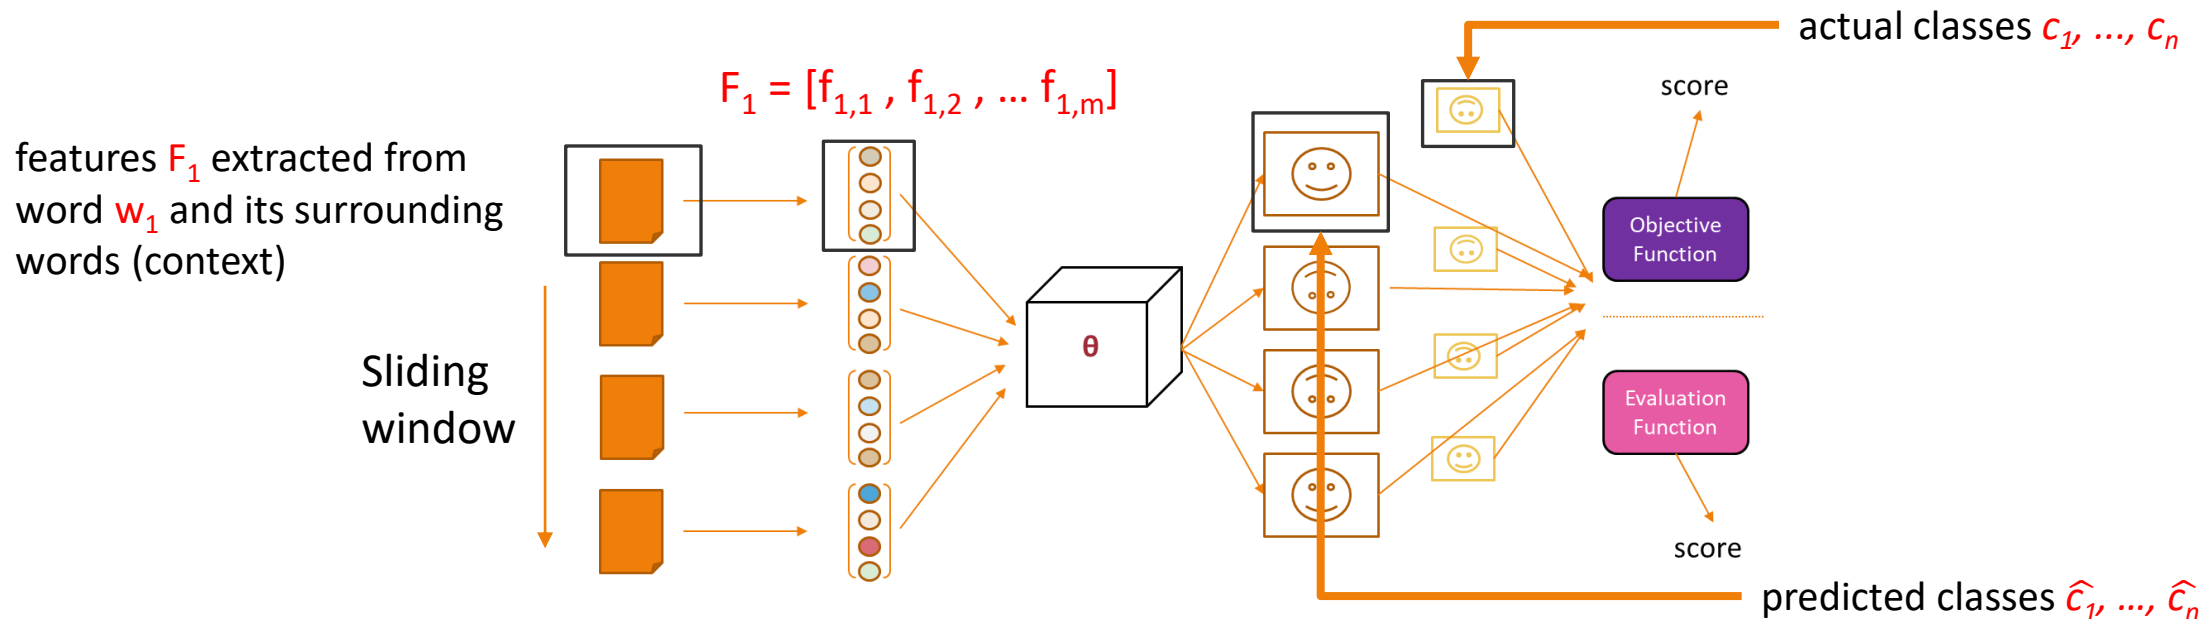 actual classes c₁, ..., cₙ
score
F₁ = [f₁,₁ , f₁,₂ , ... f₁,ₘ]
features F₁ extracted from
word w₁ and its surrounding
words (context)
Objective
Function
θ
Sliding
window
Evaluation
Function
score
predicted classes ĉ₁, ..., ĉₙ